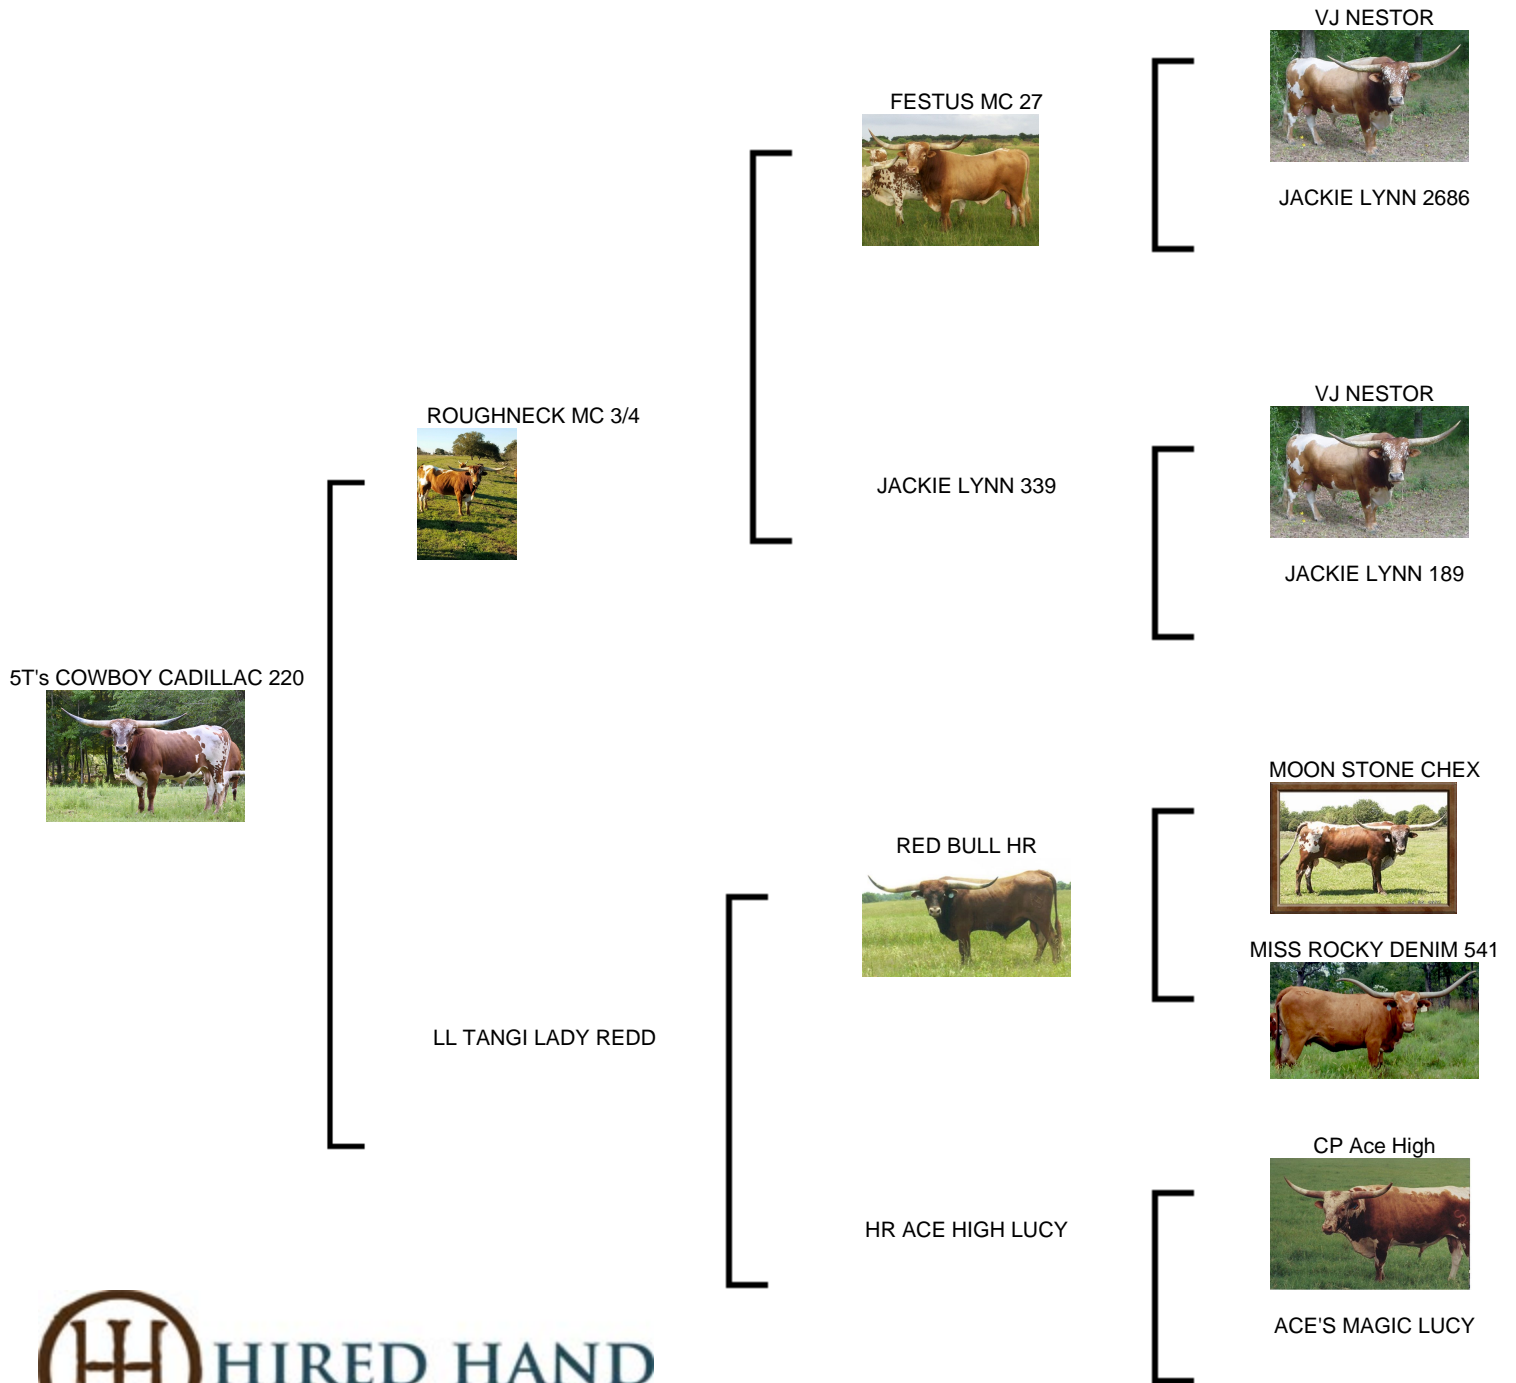 VJ NESTOR
FESTUS MC 27
JACKIE LYNN 2686
VJ NESTOR
ROUGHNECK MC 3/4
JACKIE LYNN 339
JACKIE LYNN 189
5T's COWBOY CADILLAC 220
MOON STONE CHEX
RED BULL HR
MISS ROCKY DENIM 541
LL TANGI LADY REDD
CP Ace High
HR ACE HIGH LUCY
ACE'S MAGIC LUCY
HIRED HAND